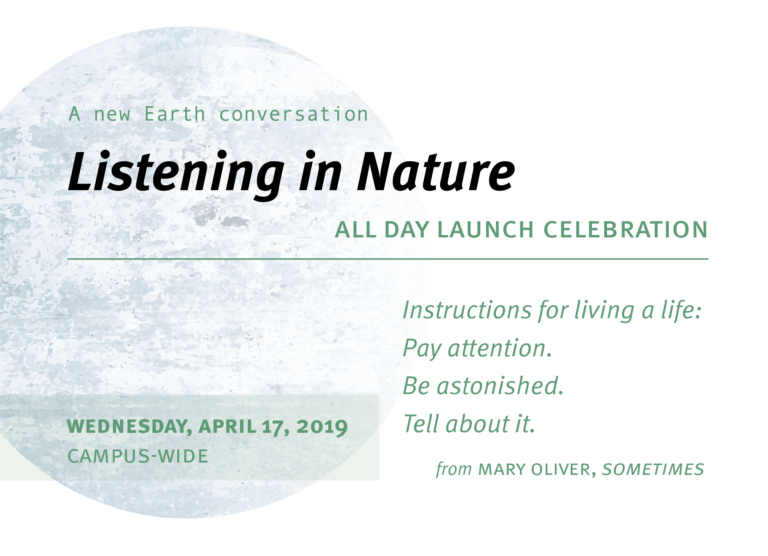 A new Earth conversation
Listening in Nature
ALL DAY LAUNCH CELEBRATION
Instructions for living a life:
Pay attention.
Be astonished.
Tell about it.
from MARY OLIVER, SOMETIMES
WEDNESDAY, APRIL 17, 2019
CAMPUS-WIDE